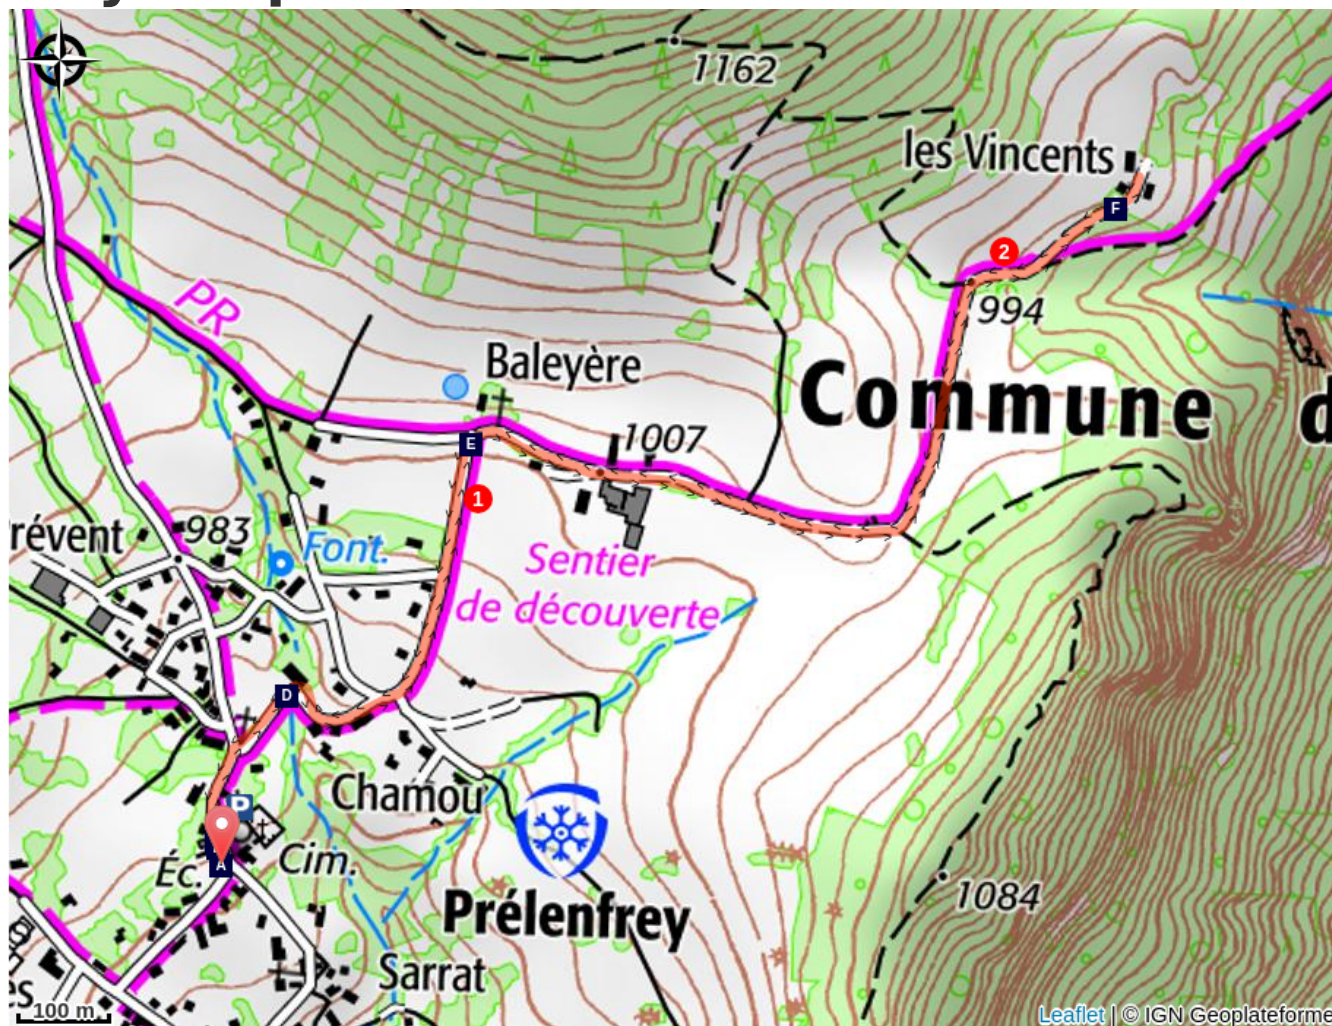 1162
les Vincents
F
2
994
PR
Baleyère
Commune
d
1007
E
1
révent
983
Font.
Sentier
de découverte
D
Chamou
P
A
Éc.
Cim.
Prélenfrey
1084
Sarrat
es
100 m
Leaflet | © IGN Geoplateforme